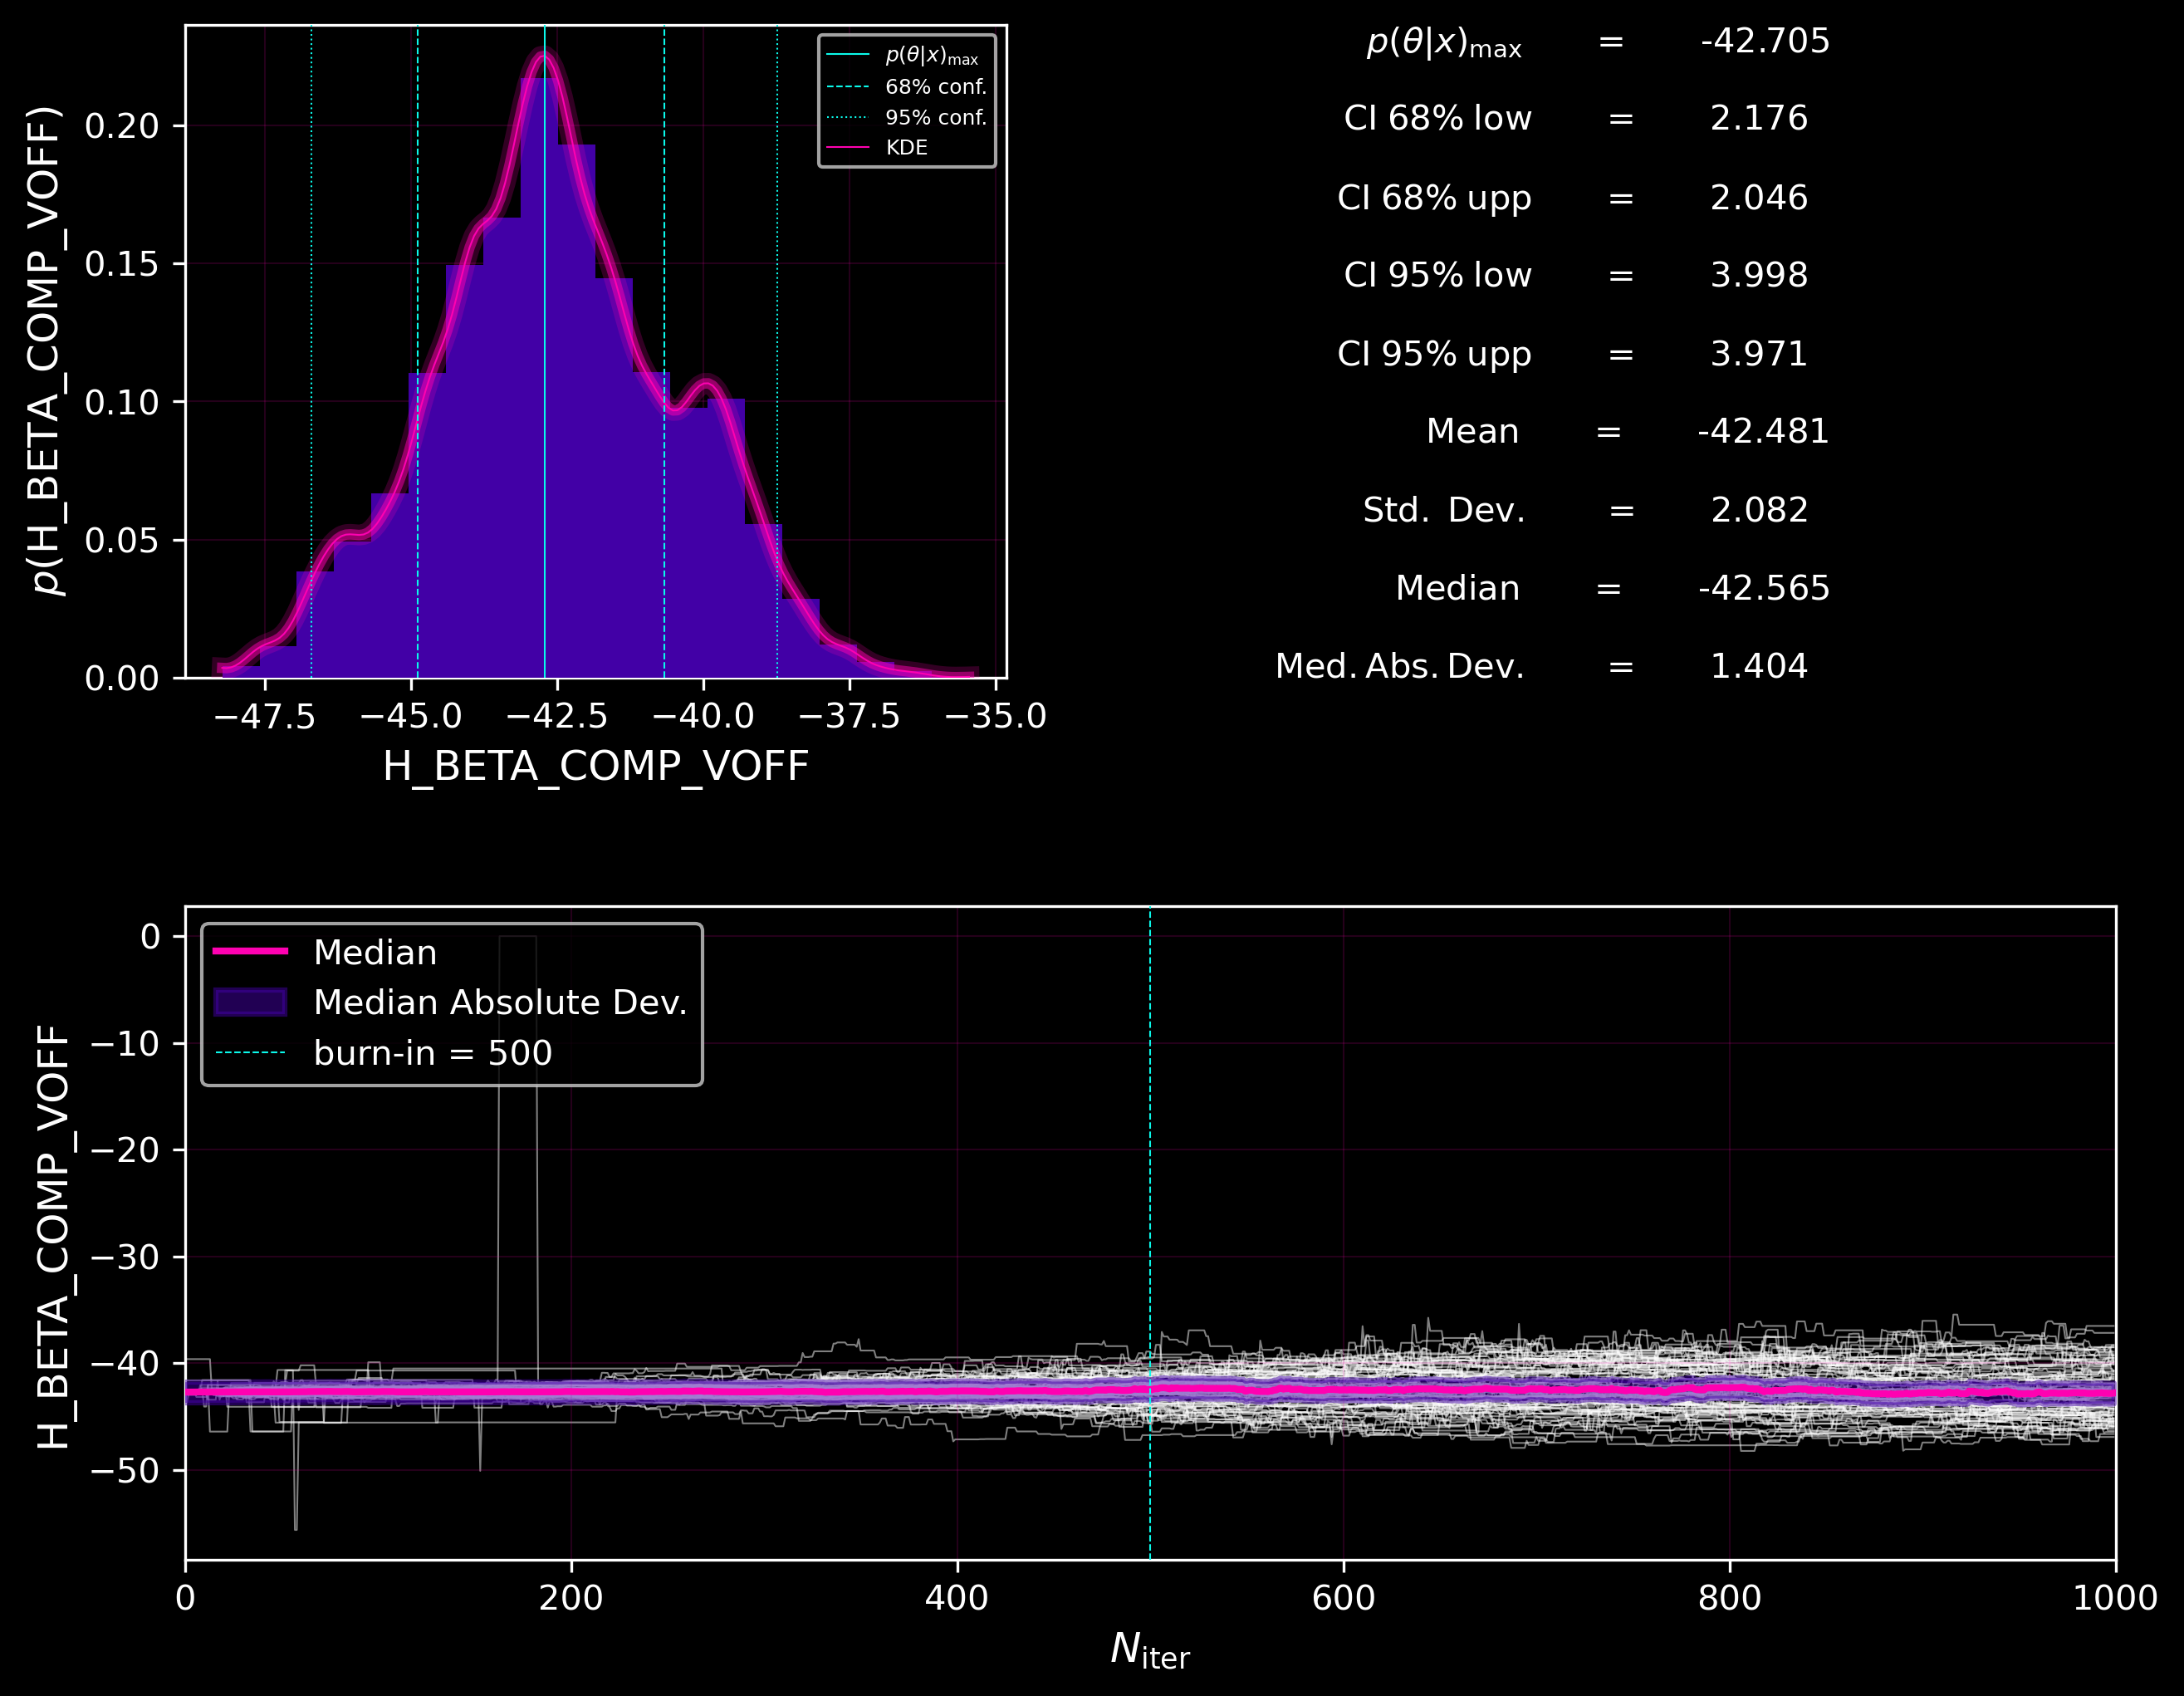 p(H_BETA_COMP_VOFF)
0.20
0.15
0.10
0.05
0.00
−47.5 −45.0 −42.5 −40.0 −37.5 −35.0
H_BETA_COMP_VOFF
p(θ|x)max
68% conf.
95% conf.
KDE
p(θ|x)max = -42.705
CI 68% low = 2.176
CI 68% upp = 2.046
CI 95% low = 3.998
CI 95% upp = 3.971
Mean = -42.481
Std. Dev. = 2.082
Median = -42.565
Med. Abs. Dev. = 1.404
H_BETA_COMP_VOFF
0
−10
−20
−30
−40
−50
Median
Median Absolute Dev.
burn-in = 500
0 200 400 600 800 1000
Niter